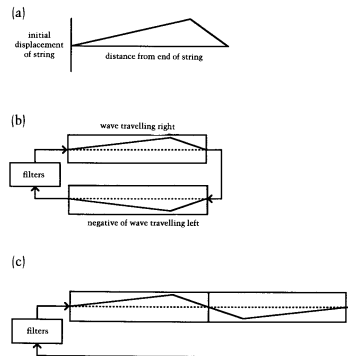 (a)
initial
displacement
of string
distance from end of string
(b)
wave travelling right
filters
negative of wave travelling left
(c)
filters